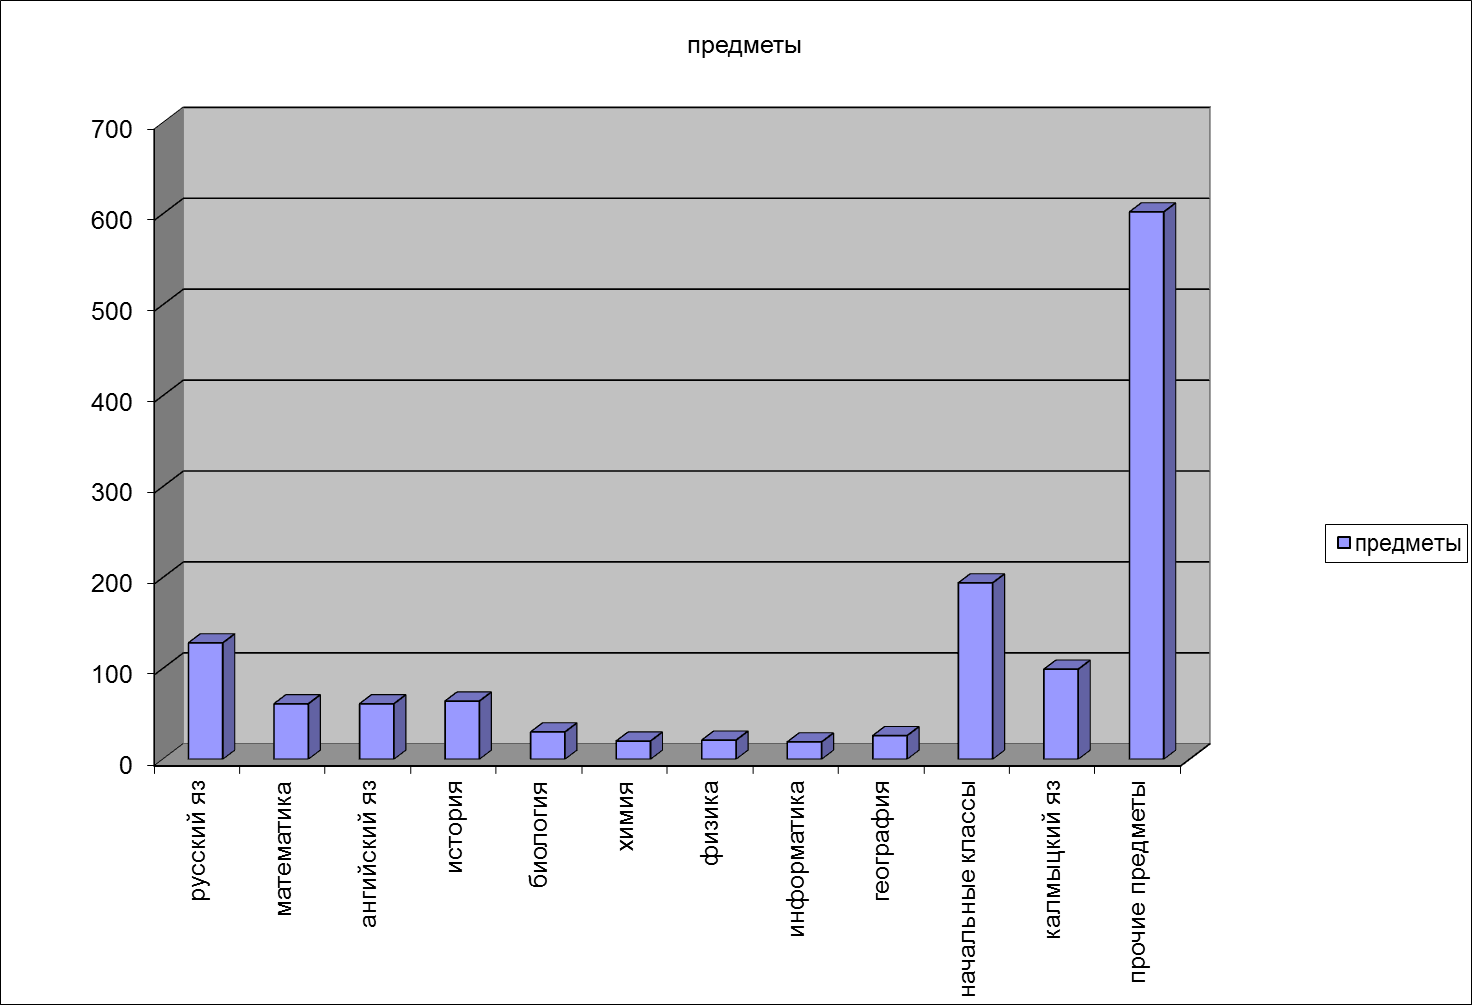 предметы
700
600
500
400
300
200
100
0
русский яз
математика
ангийский яз
история
биология
химия
физика
информатика
география
начальные классы
калмыцкий яз
прочие предметы
предметы